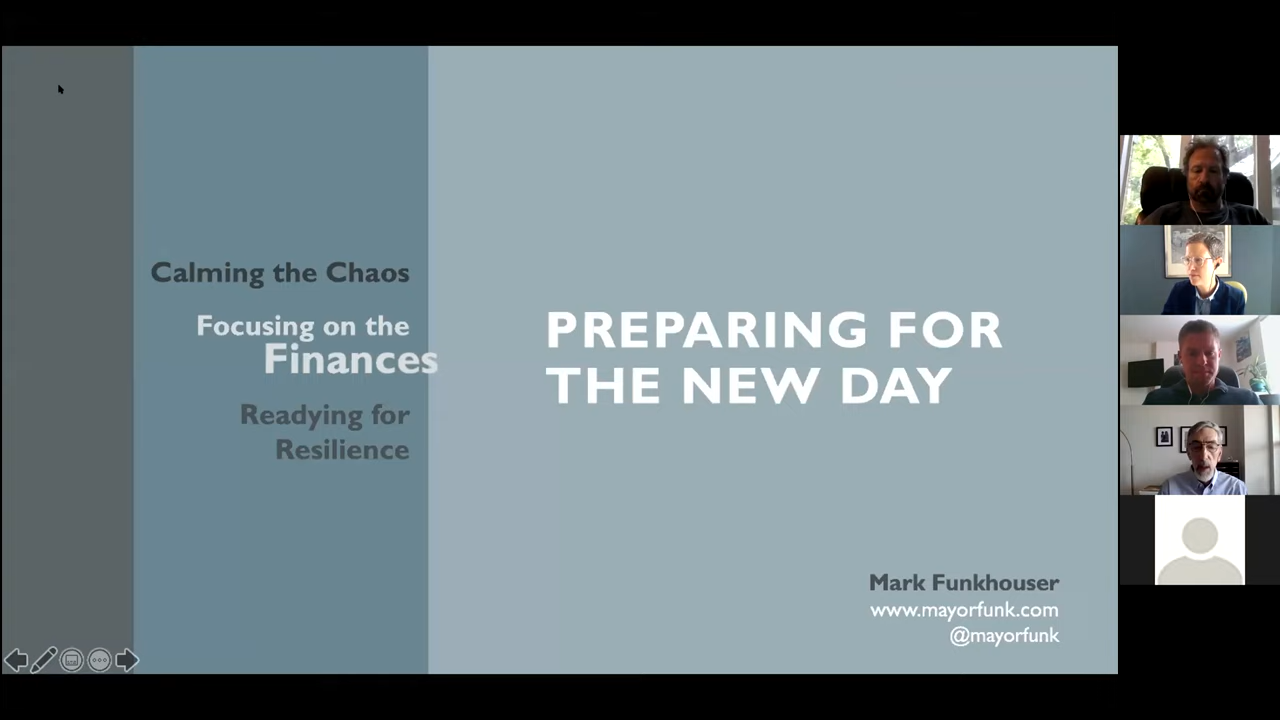 Calming the Chaos
Focusing on the
Finances
Readying for
Resilience
PREPARING FOR
THE NEW DAY
Mark Funkhouser
www.mayorfunk.com
@mayorfunk